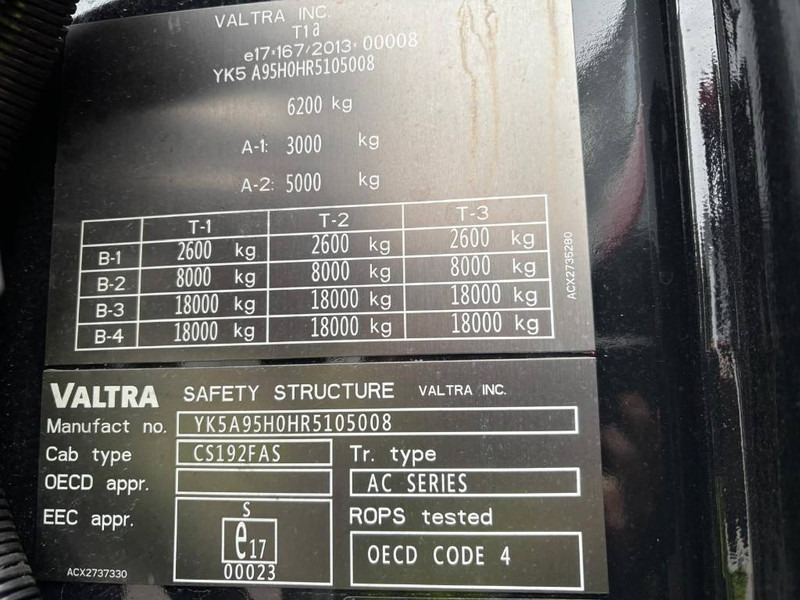 VALTRA INC.
T1a
e17*167/2013*00008
YK5 A95H0HR5105008
6200 kg
A-1: 3000 kg
A-2: 5000 kg
T-1 T-2 T-3
B-1 2600 kg 2600 kg 2600 kg
B-2 8000 kg 8000 kg 8000 kg
B-3 18000 kg 18000 kg 18000 kg
B-4 18000 kg 18000 kg 18000 kg
ACX2735280
VALTRA SAFETY STRUCTURE VALTRA INC.
Manufact no. YK5A95H0HR5105008
Cab type CS192FAS Tr. type
OECD appr. AC SERIES
EEC appr. S ROPS tested
e17 OECD CODE 4
00023
ACX2737330